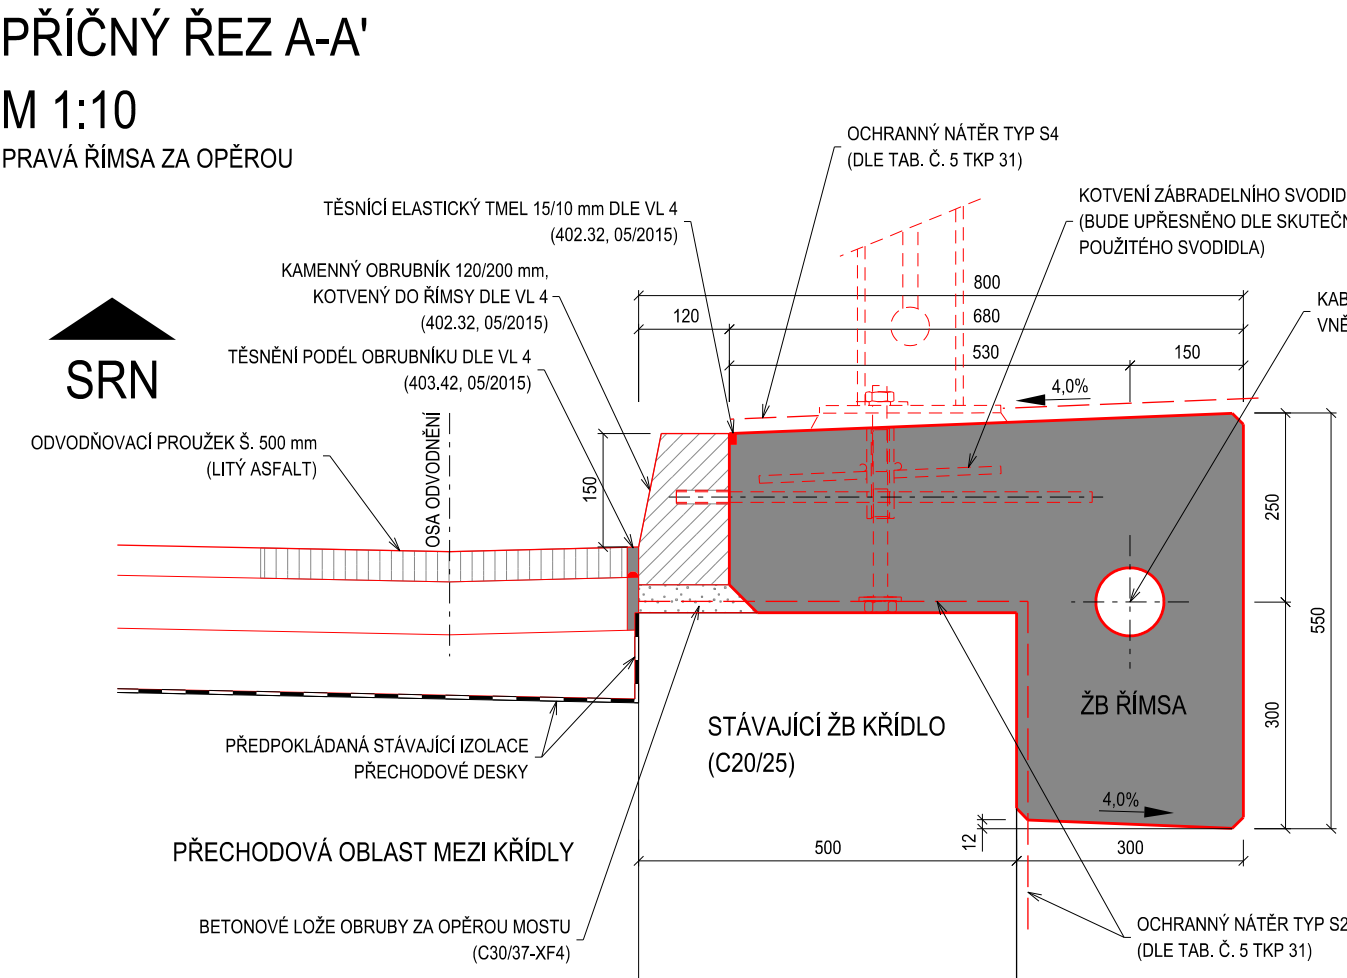 PŘÍČNÝ ŘEZ A-A'
M 1:10
PRAVÁ ŘÍMSA ZA OPĚROU
OCHRANNÝ NÁTĚR TYP S4
(DLE TAB. Č. 5 TKP 31)
TĚSNÍCÍ ELASTICKÝ TMEL 15/10 mm DLE VL 4
(402.32, 05/2015)
KOTVENÍ ZÁBRADELNÍHO SVODID
(BUDE UPŘESNĚNO DLE SKUTEČN
POUŽITÉHO SVODIDLA)
KAMENNÝ OBRUBNÍK 120/200 mm,
KOTVENÝ DO ŘÍMSY DLE VL 4
(402.32, 05/2015)
TĚSNĚNÍ PODÉL OBRUBNÍKU DLE VL 4
(403.42, 05/2015)
KAB
VNĚ
800
120
680
530
150
4,0%
SRN
ODVODŇOVACÍ PROUŽEK Š. 500 mm
(LITÝ ASFALT)
OSA ODVODNĚNÍ
150
250
550
300
ŽB ŘÍMSA
STÁVAJÍCÍ ŽB KŘÍDLO
(C20/25)
PŘEDPOKLÁDANÁ STÁVAJÍCÍ IZOLACE
PŘECHODOVÉ DESKY
4,0%
12
PŘECHODOVÁ OBLAST MEZI KŘÍDLY
500
300
BETONOVÉ LOŽE OBRUBY ZA OPĚROU MOSTU
(C30/37-XF4)
OCHRANNÝ NÁTĚR TYP S2
(DLE TAB. Č. 5 TKP 31)